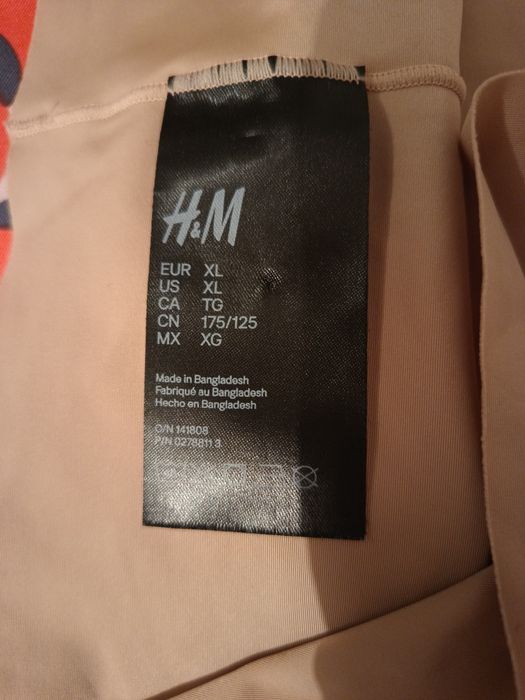 H&M
EUR XL
US XL
CA TG
CN 175/125
MX XG
Made in Bangladesh
Fabriqué au Bangladesh
Hecho en Bangladesh
O/N 141808
P/N 0278811 3